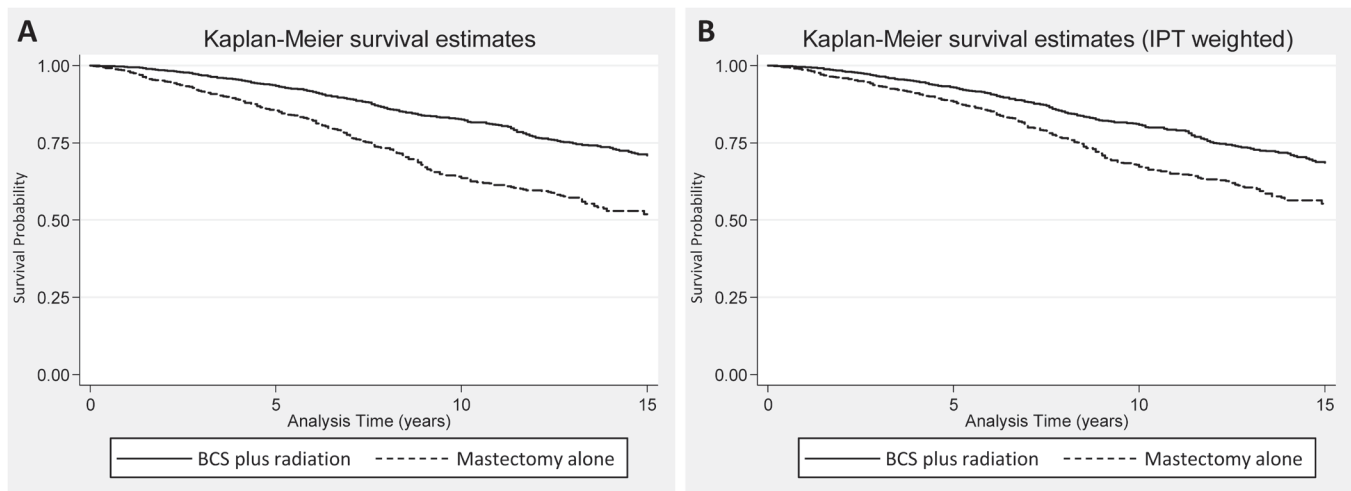 A
Kaplan-Meier survival estimates
Survival Probability
1.00
0.75
0.50
0.25
0.00
0 5 10 15
Analysis Time (years)
BCS plus radiation Mastectomy alone
B
Kaplan-Meier survival estimates (IPT weighted)
Survival Probability
1.00
0.75
0.50
0.25
0.00
0 5 10 15
Analysis Time (years)
BCS plus radiation Mastectomy alone